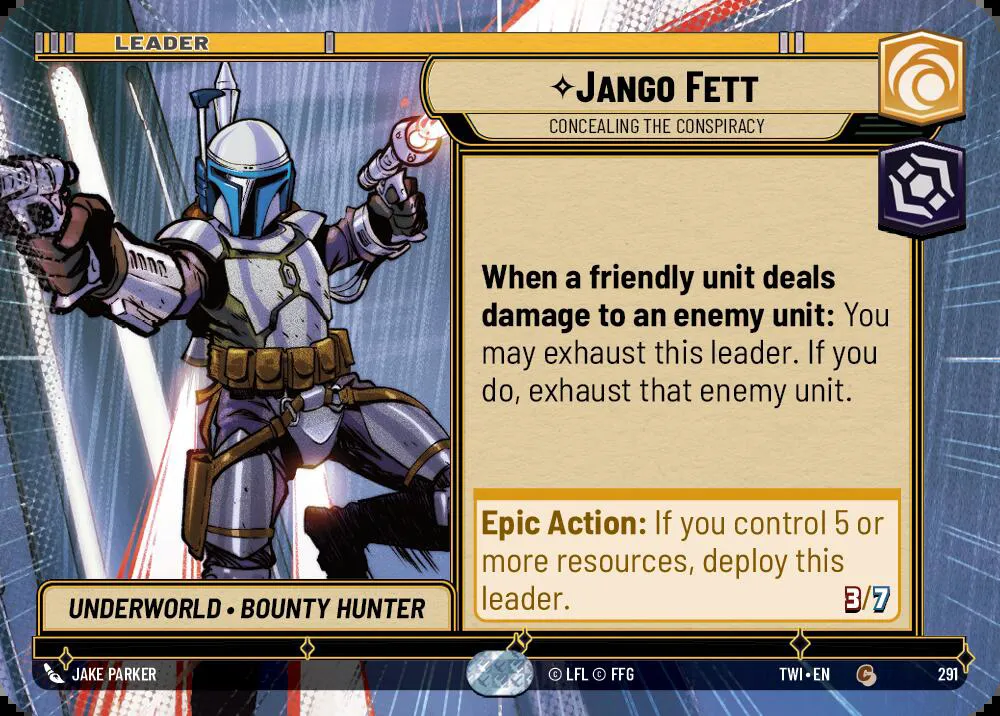 LEADER
✧JANGO FETT
CONCEALING THE CONSPIRACY
When a friendly unit deals
damage to an enemy unit: You
may exhaust this leader. If you
do, exhaust that enemy unit.
Epic Action: If you control 5 or
more resources, deploy this
leader.
3/7
UNDERWORLD • BOUNTY HUNTER
JAKE PARKER
© LFL © FFG
TWI•EN
C
291